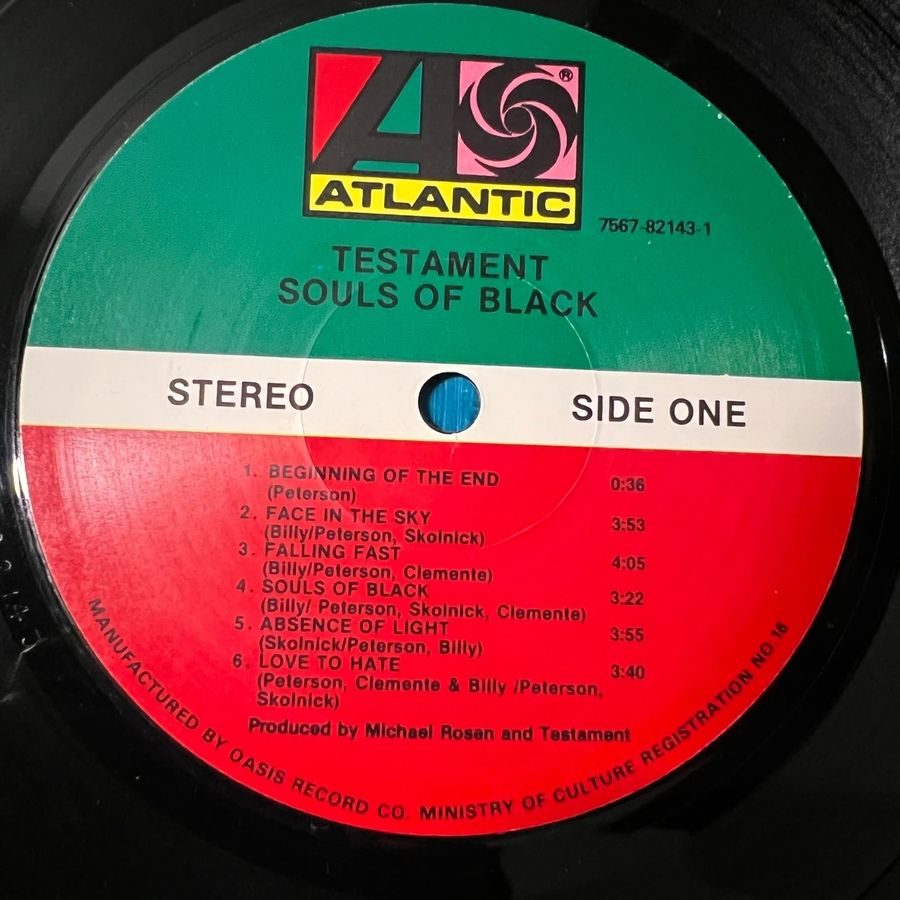 A
®
ATLANTIC
7567-82143-1
TESTAMENT
SOULS OF BLACK
STEREO
SIDE ONE
1. BEGINNING OF THE END 0:36
(Peterson)
2. FACE IN THE SKY 3:53
(Billy/Peterson, Skolnick)
3. FALLING FAST 4:05
(Billy/Peterson, Clemente)
4. SOULS OF BLACK 3:22
(Billy/ Peterson, Skolnick, Clemente)
5. ABSENCE OF LIGHT 3:55
(Skolnick/Peterson, Billy)
6. LOVE TO HATE 3:40
(Peterson, Clemente & Billy /Peterson,
Skolnick)
Produced by Michael Rosen and Testament
MANUFACTURED BY OASIS RECORD CO. MINISTRY OF CULTURE REGISTRATION NO.16